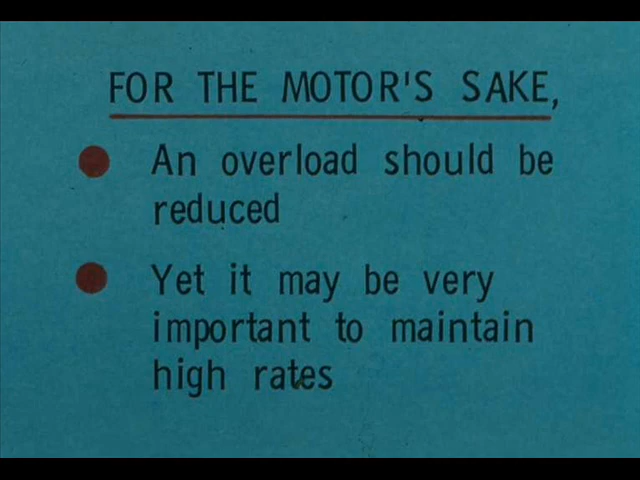 FOR THE MOTOR'S SAKE,
An overload should be
reduced
Yet it may be very
important to maintain
high rates